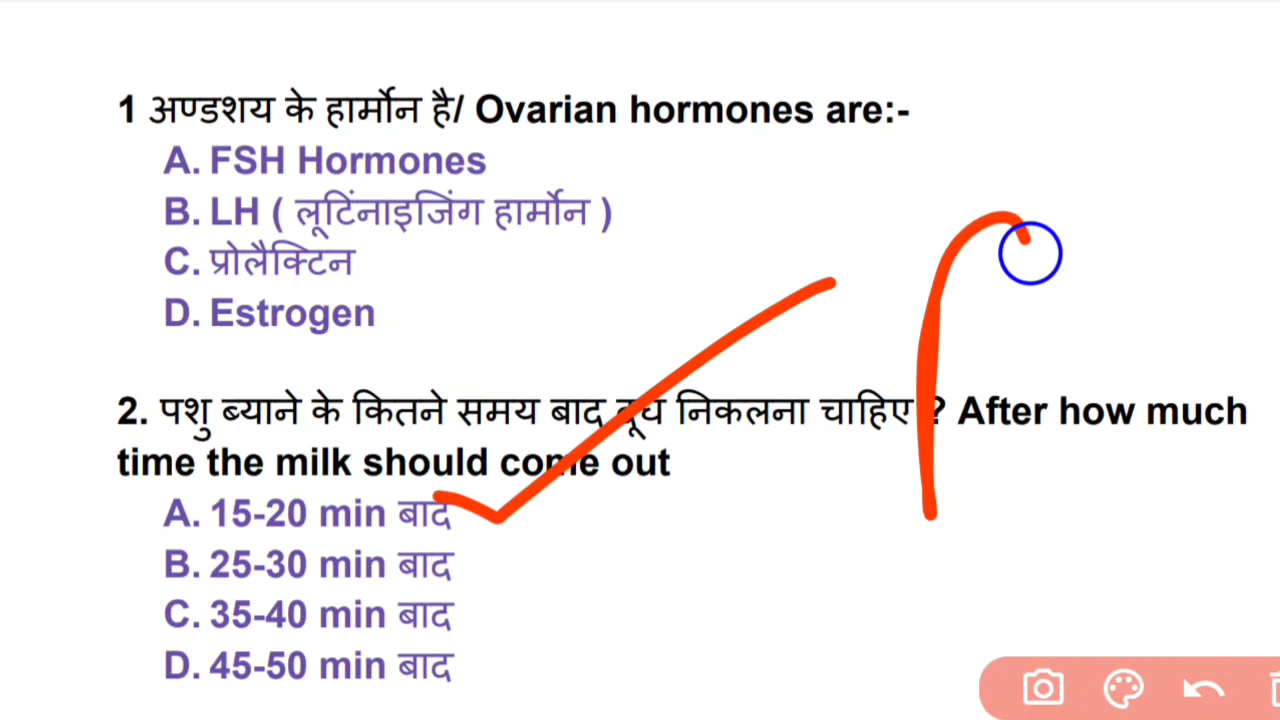 1 अण्डशय के हार्मोन है/ Ovarian hormones are:-
A. FSH Hormones
B. LH ( लूटिंनाइजिंग हार्मोन )
C. प्रोलैक्टिन
D. Estrogen
2. पशु ब्याने के कितने समय बाद दूध निकलना चाहिए ? After how much
time the milk should come out
A. 15-20 min बाद
B. 25-30 min बाद
C. 35-40 min बाद
D. 45-50 min बाद